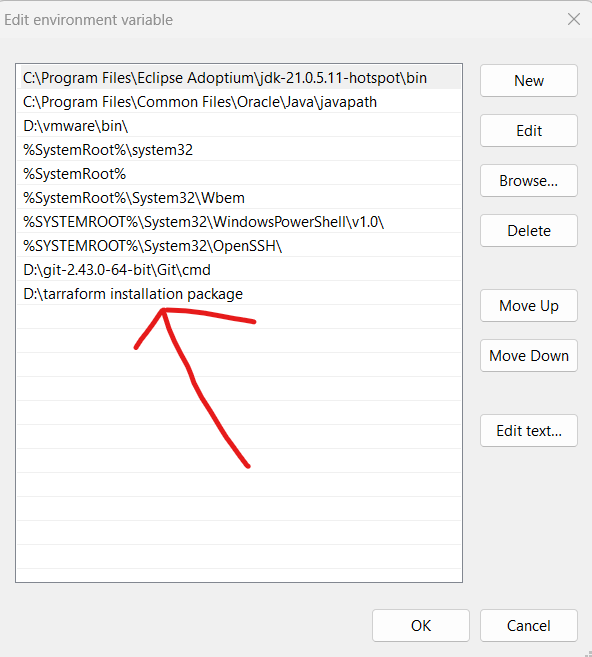 Edit environment variable
C:\Program Files\Eclipse Adoptium\jdk-21.0.5.11-hotspot\bin
C:\Program Files\Common Files\Oracle\Java\javapath
D:\vmware\bin\
%SystemRoot%\system32
%SystemRoot%
%SystemRoot%\System32\Wbem
%SYSTEMROOT%\System32\WindowsPowerShell\v1.0\
%SYSTEMROOT%\System32\OpenSSH\
D:\git-2.43.0-64-bit\Git\cmd
D:\tarraform installation package
New
Edit
Browse...
Delete
Move Up
Move Down
Edit text...
OK
Cancel